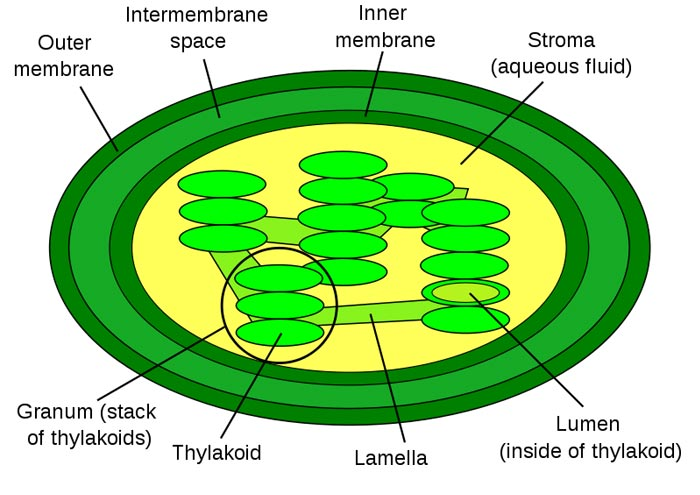 Intermembrane
space
Inner
membrane
Outer
membrane
Stroma
(aqueous fluid)
Granum (stack
of thylakoids)
Thylakoid
Lamella
Lumen
(inside of thylakoid)